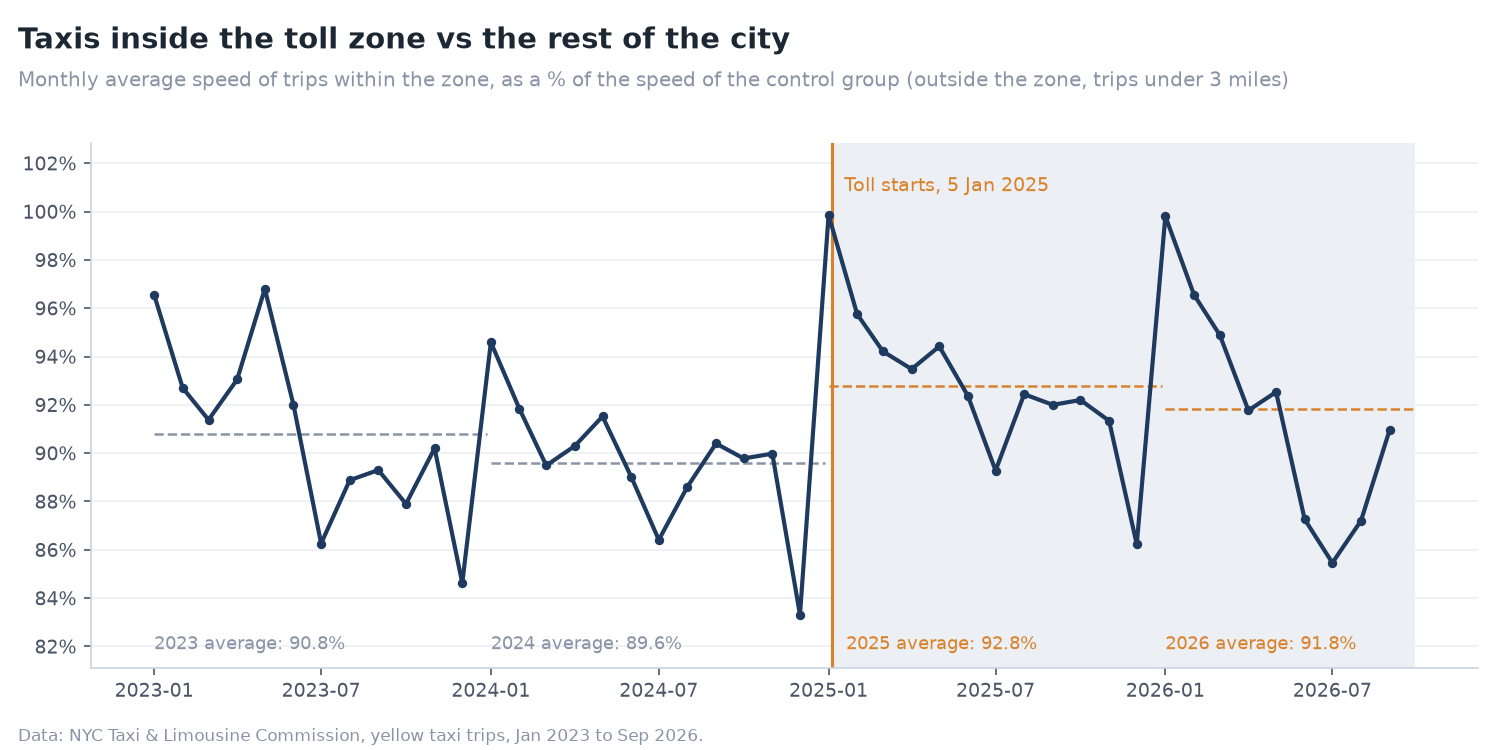 Taxis inside the toll zone vs the rest of the city
Monthly average speed of trips within the zone, as a % of the speed of the control group (outside the zone, trips under 3 miles)
102%
100%
98%
96%
94%
92%
90%
88%
86%
84%
82%
Toll starts, 5 Jan 2025
2023 average: 90.8%
2024 average: 89.6%
2025 average: 92.8%
2026 average: 91.8%
2023-01
2023-07
2024-01
2024-07
2025-01
2025-07
2026-01
2026-07
Data: NYC Taxi & Limousine Commission, yellow taxi trips, Jan 2023 to Sep 2026.